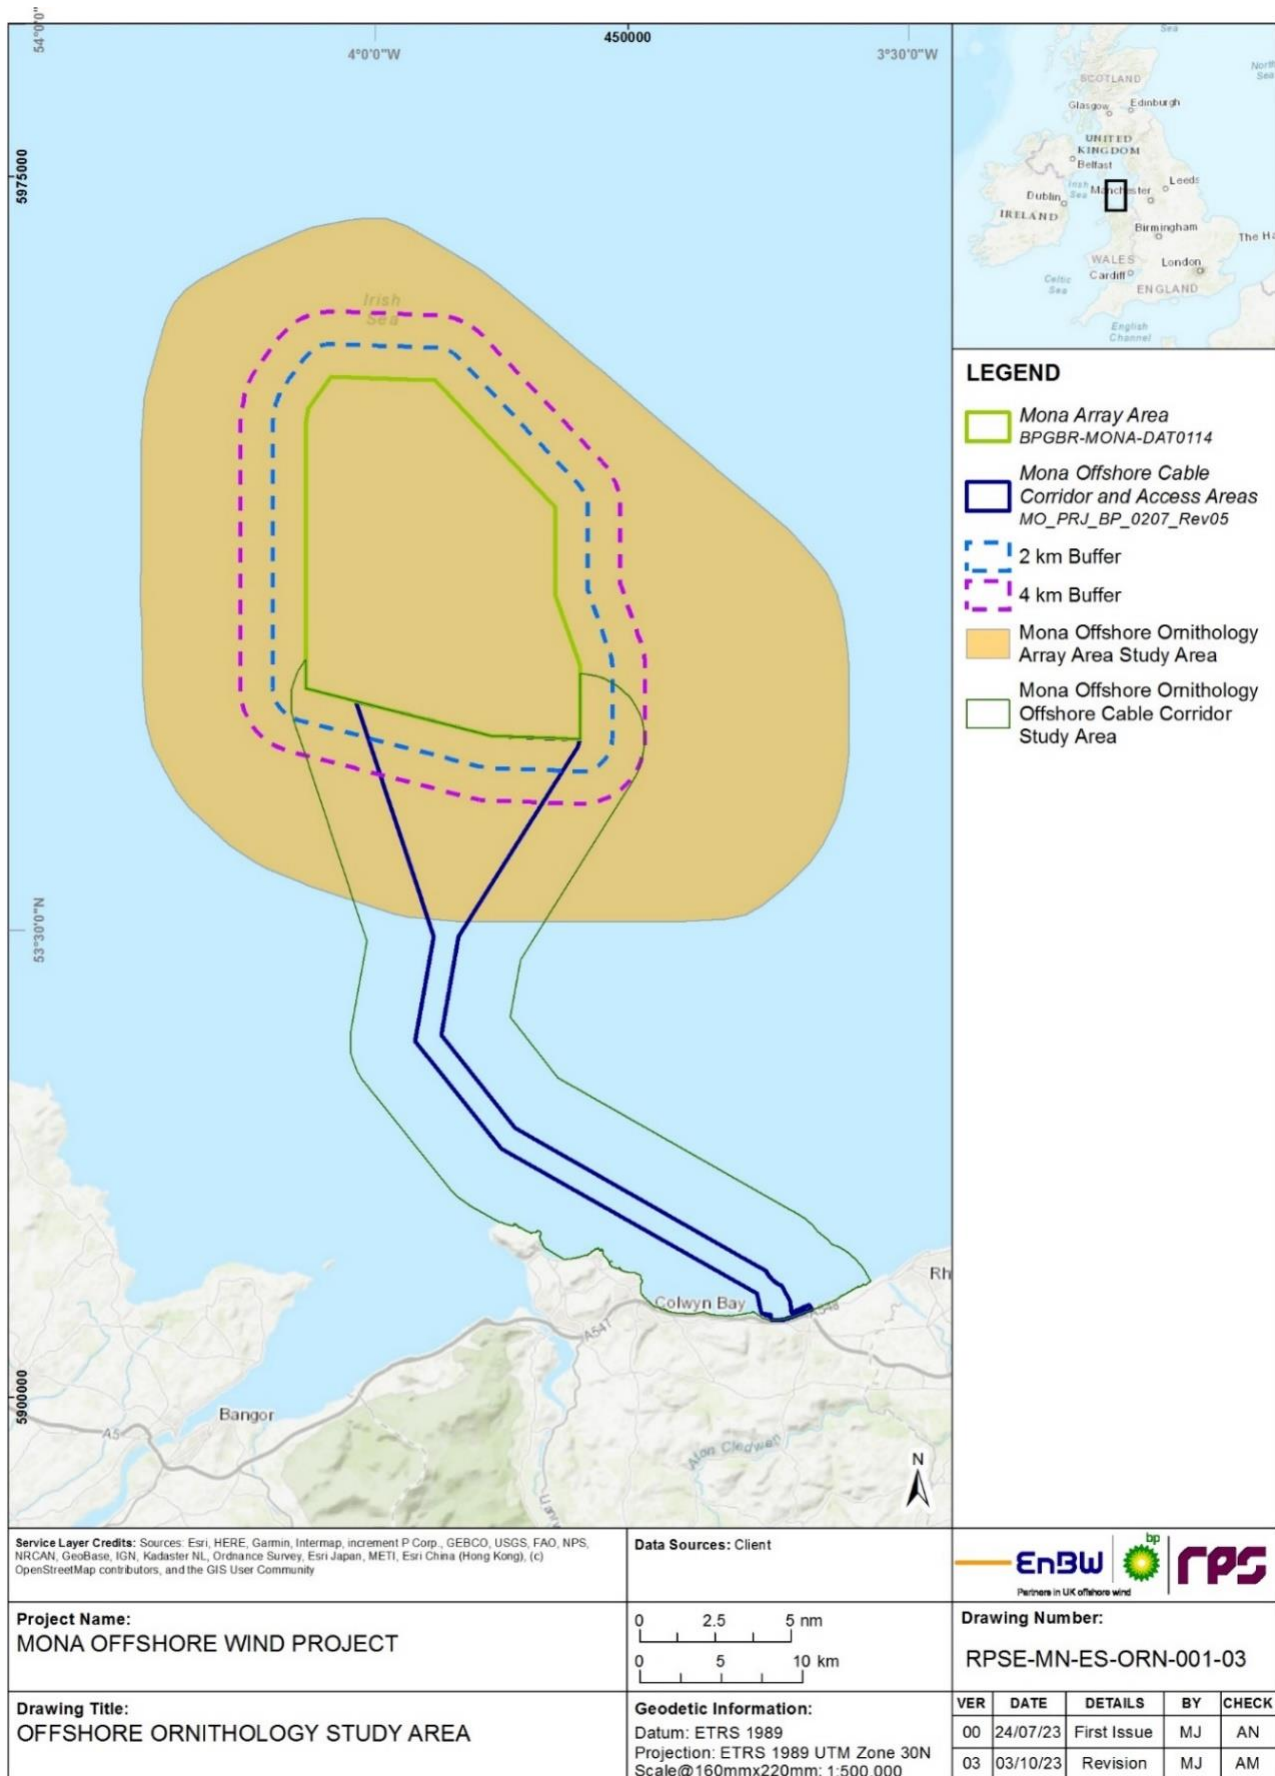 54°0'0"
4°0'0"W
450000
3°30'0"W
5975000
Irish
Sea
53°30'0"N
5900000
Colwyn Bay
Rh
A548
A547
Bangor
A5
Afon Cledwen
N
Sea
North
Sea
SCOTLAND
Glasgow
Edinburgh
UNITED
KINGDOM
Belfast
Irish
Sea
Manchester
Leeds
Dublin
IRELAND
Birmingham
The Ha
WALES
London
Cardiff
Celtic
Sea
ENGLAND
English
Channel
LEGEND
Mona Array Area
BPGBR-MONA-DAT0114
Mona Offshore Cable
Corridor and Access Areas
MO_PRJ_BP_0207_Rev05
2 km Buffer
4 km Buffer
Mona Offshore Ornithology
Array Area Study Area
Mona Offshore Ornithology
Offshore Cable Corridor
Study Area
Service Layer Credits: Sources: Esri, HERE, Garmin, Intermap, increment P Corp., GEBCO, USGS, FAO, NPS,
NRCAN, GeoBase, IGN, Kadaster NL, Ordnance Survey, Esri Japan, METI, Esri China (Hong Kong), (c)
OpenStreetMap contributors, and the GIS User Community
Data Sources: Client
EnBW
bp
rps
Partners in UK offshore wind
Project Name:
MONA OFFSHORE WIND PROJECT
0 2.5 5 nm
0 5 10 km
Drawing Number:
RPSE-MN-ES-ORN-001-03
Drawing Title:
OFFSHORE ORNITHOLOGY STUDY AREA
Geodetic Information:
Datum: ETRS 1989
Projection: ETRS 1989 UTM Zone 30N
Scale@160mmx220mm: 1:500,000
VER DATE DETAILS BY CHECK
00 24/07/23 First Issue MJ AN
03 03/10/23 Revision MJ AM